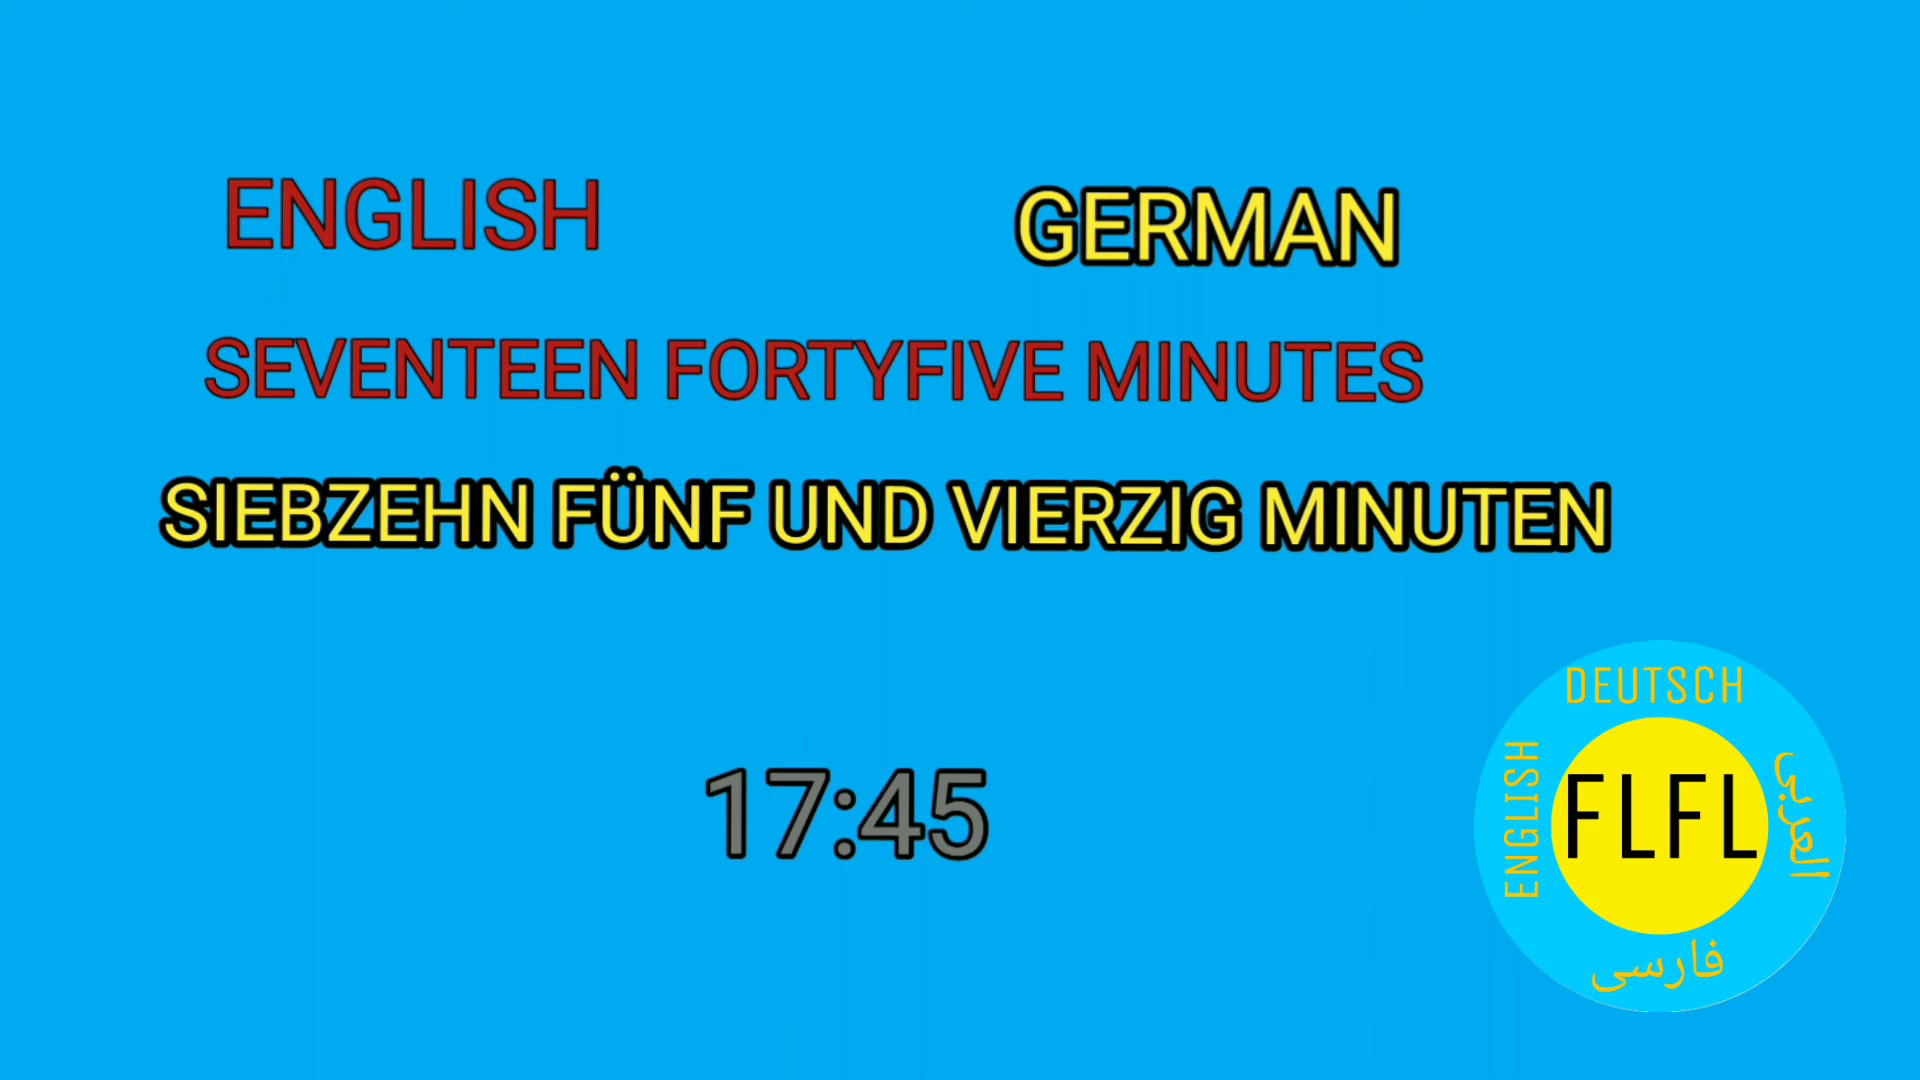 ENGLISH
GERMAN
SEVENTEEN FORTYFIVE MINUTES
SIEBZEHN FÜNF UND VIERZIG MINUTEN
17:45
DEUTSCH
ENGLISH
FLFL
العربی
فارسی